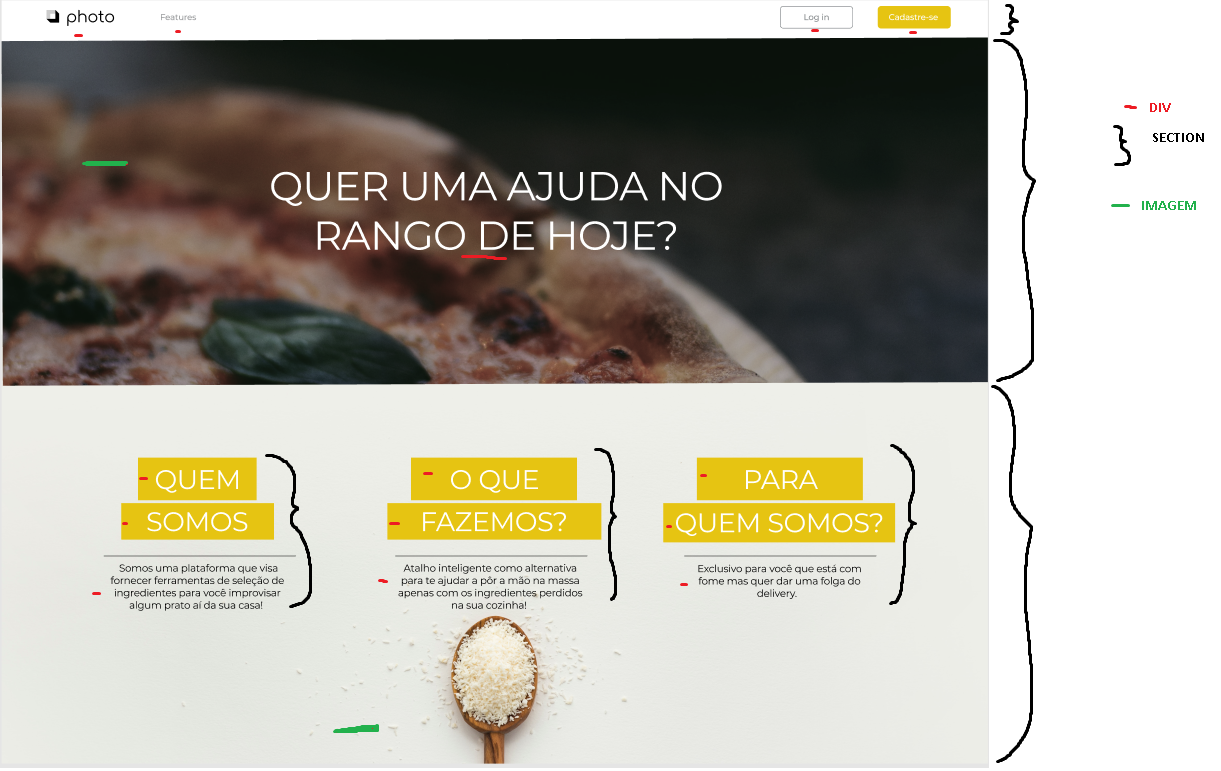 photo
Features
Log in
Cadastre-se
DIV
SECTION
IMAGEM
QUER UMA AJUDA NO
RANGO DE HOJE?
QUEM
SOMOS
Somos uma plataforma que visa
fornecer ferramentas de seleção de
ingredientes para você improvisar
algum prato aí da sua casa!
O QUE
FAZEMOS?
Atalho inteligente como alternativa
para te ajudar a pôr a mão na massa
apenas com os ingredientes perdidos
na sua cozinha!
PARA
QUEM SOMOS?
Exclusivo para você que está com
fome mas quer dar uma folga do
delivery.